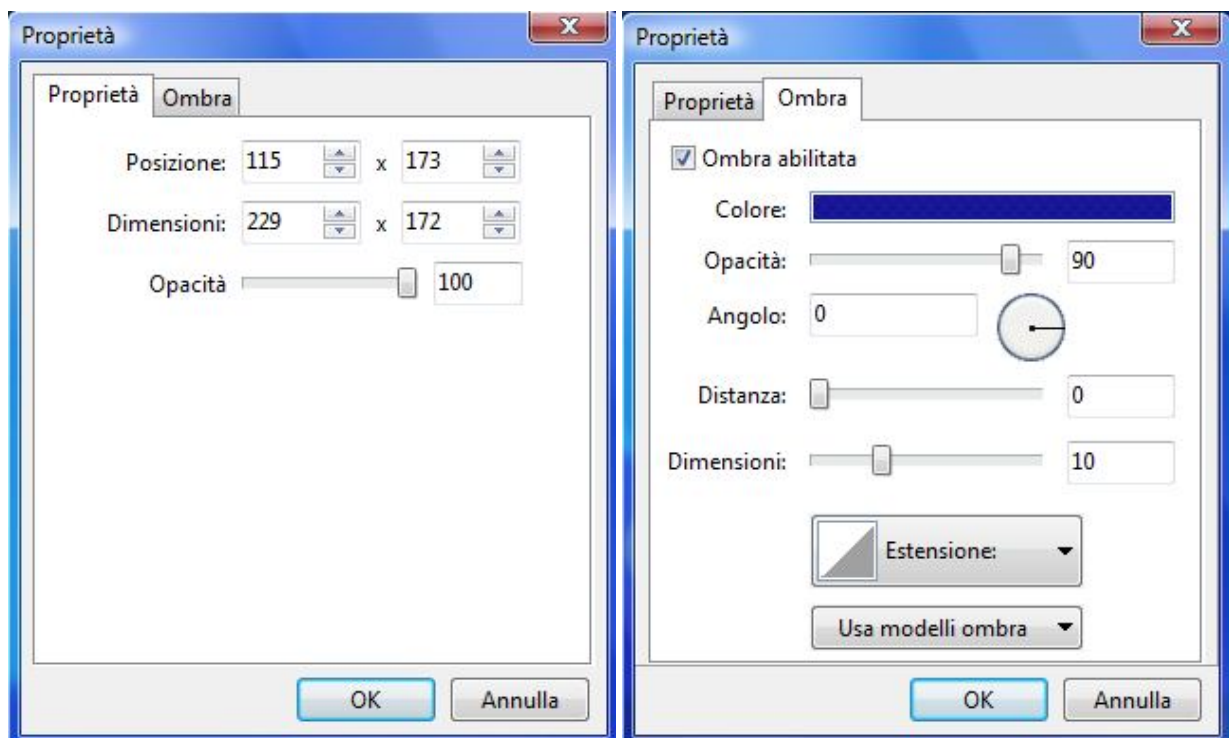 Proprietà
Proprietà Ombra
Posizione: 115 x 173
Dimensioni: 229 x 172
Opacità 100
OK Annulla
Proprietà
Proprietà Ombra
Ombra abilitata
Colore:
Opacità: 90
Angolo: 0
Distanza: 0
Dimensioni: 10
Estensione:
Usa modelli ombra
OK Annulla